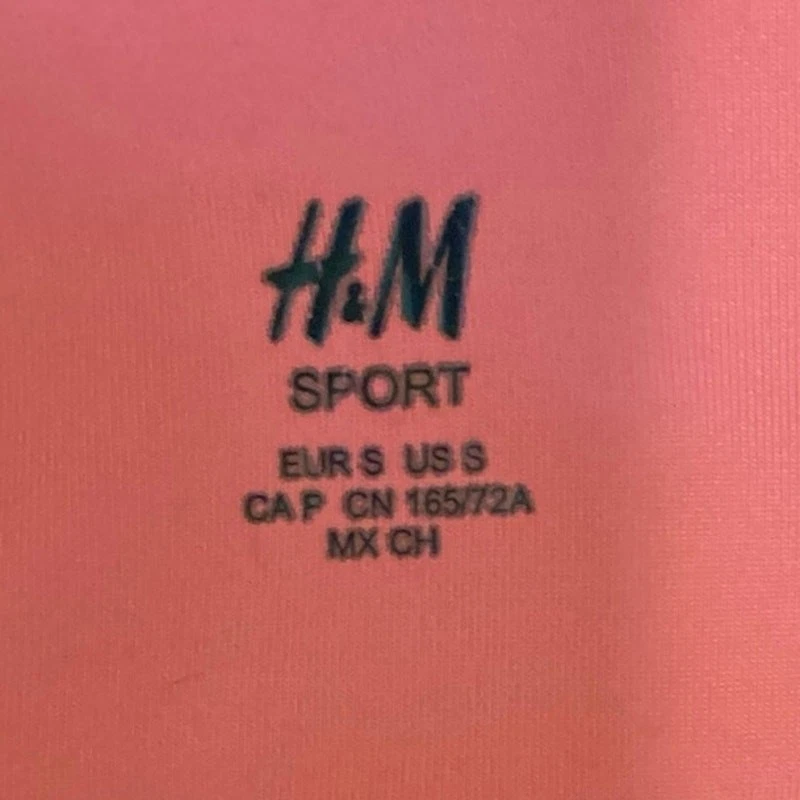 H&M
SPORT
EUR S US S
CA P CN 165/72A
MX CH